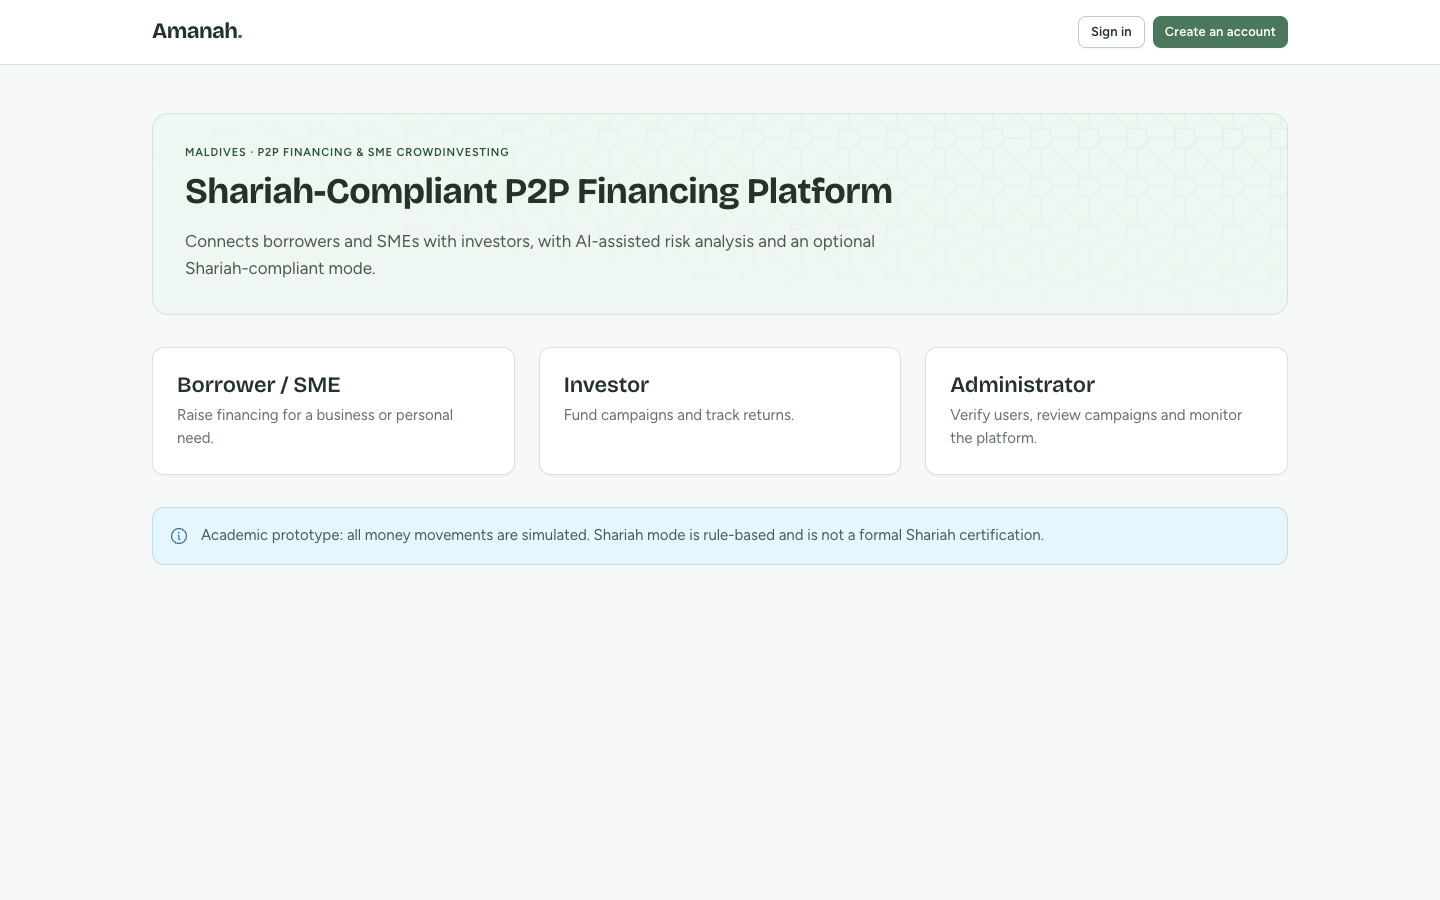 Amanah.
Sign in
Create an account
MALDIVES · P2P FINANCING & SME CROWDINVESTING
Shariah-Compliant P2P Financing Platform
Connects borrowers and SMEs with investors, with AI-assisted risk analysis and an optional
Shariah-compliant mode.
Borrower / SME
Raise financing for a business or personal
need.
Investor
Fund campaigns and track returns.
Administrator
Verify users, review campaigns and monitor
the platform.
Academic prototype: all money movements are simulated. Shariah mode is rule-based and is not a formal Shariah certification.